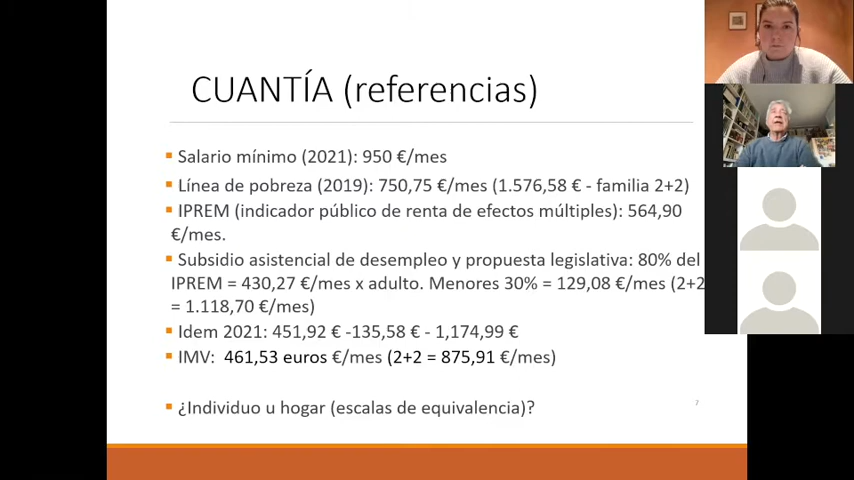 CUANTÍA (referencias)
▪ Salario mínimo (2021): 950 €/mes
▪ Línea de pobreza (2019): 750,75 €/mes (1.576,58 € - familia 2+2)
▪ IPREM (indicador público de renta de efectos múltiples): 564,90
€/mes.
▪ Subsidio asistencial de desempleo y propuesta legislativa: 80% del
IPREM = 430,27 €/mes x adulto. Menores 30% = 129,08 €/mes (2+2
= 1.118,70 €/mes)
▪ Idem 2021: 451,92 € -135,58 € - 1,174,99 €
▪ IMV: 461,53 euros €/mes (2+2 = 875,91 €/mes)
▪ ¿Individuo u hogar (escalas de equivalencia)?
7